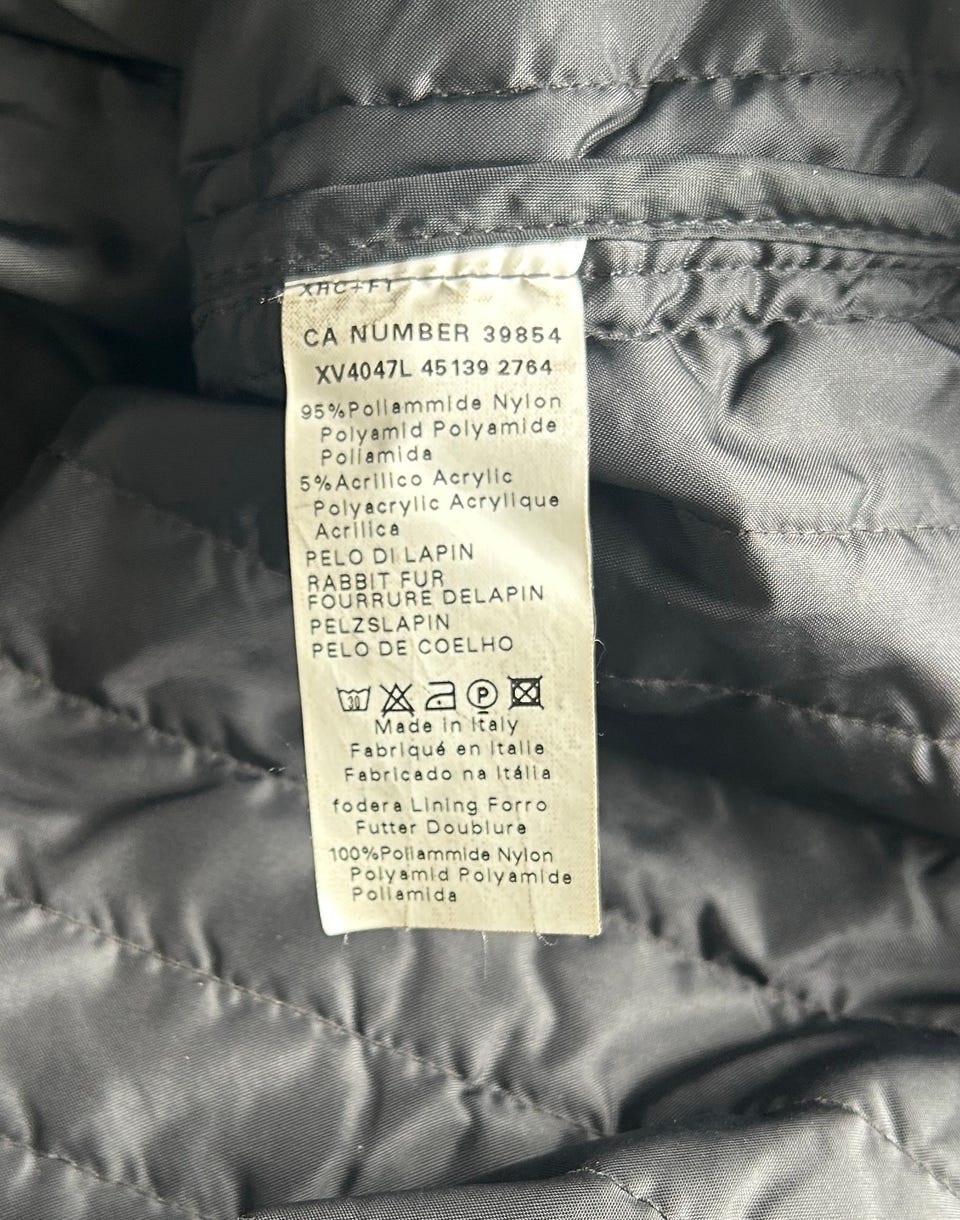 CA NUMBER 39854
XV4047L 45139 2764
95%Poliammide Nylon
Polyamid Polyamide
Poliamida
5%Acrilico Acrylic
Polyacrylic Acrylique
Acrilica
PELO DI LAPIN
RABBIT FUR
FOURRURE DELAPIN
PELZSLAPIN
PELO DE COELHO
30 P
Made in Italy
Fabriqué en Italie
Fabricado na Itália
fodera Lining Forro
Futter Doublure
100%Poliammide Nylon
Polyamid Polyamide
Poliamida